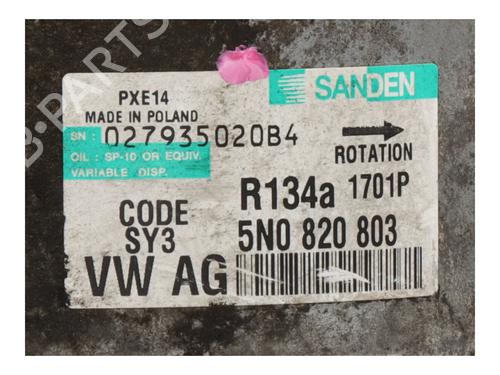 B-PARTS
SANDEN
PXE14
MADE IN POLAND
SN : 027935020B4
OIL : SP-10 OR EQUIV.
VARIABLE DISP.
ROTATION
R134a 1701P
CODE
SY3
5N0 820 803
VW AG